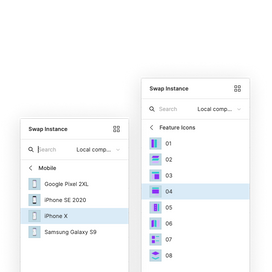 Swap Instance
Search
Local comp...
Mobile
Google Pixel 2XL
iPhone SE 2020
iPhone X
Samsung Galaxy S9
Swap Instance
Search
Local comp...
Feature Icons
01
02
03
04
05
06
07
08